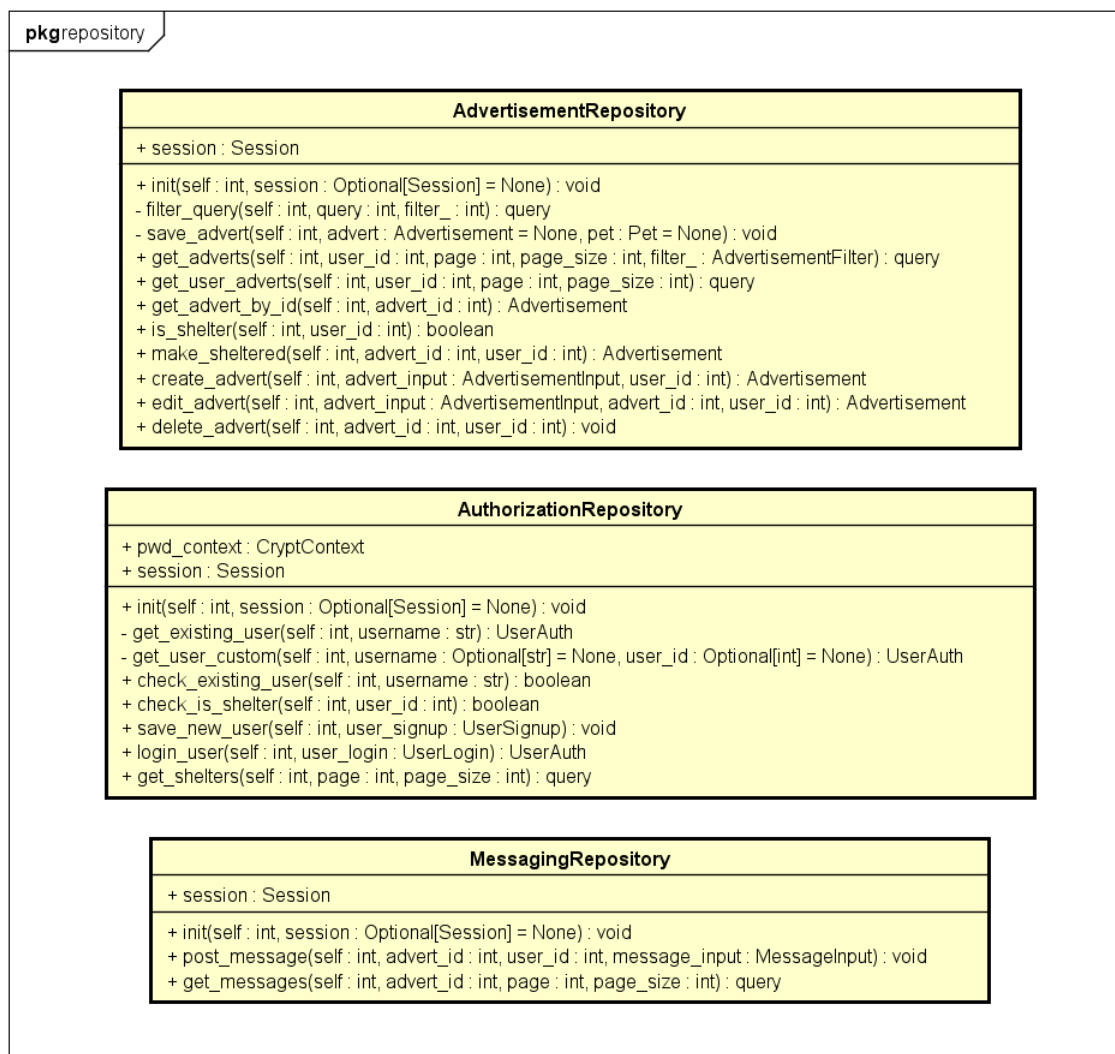 pkgrepository
AdvertisementRepository
+ session : Session
+ init(self : int, session : Optional[Session] = None) : void
- filter_query(self : int, query : int, filter_ : int) : query
- save_advert(self : int, advert : Advertisement = None, pet : Pet = None) : void
+ get_adverts(self : int, user_id : int, page : int, page_size : int, filter_ : AdvertisementFilter) : query
+ get_user_adverts(self : int, user_id : int, page : int, page_size : int) : query
+ get_advert_by_id(self : int, advert_id : int) : Advertisement
+ is_shelter(self : int, user_id : int) : boolean
+ make_sheltered(self : int, advert_id : int, user_id : int) : Advertisement
+ create_advert(self : int, advert_input : AdvertisementInput, user_id : int) : Advertisement
+ edit_advert(self : int, advert_input : AdvertisementInput, advert_id : int, user_id : int) : Advertisement
+ delete_advert(self : int, advert_id : int, user_id : int) : void
AuthorizationRepository
+ pwd_context : CryptContext
+ session : Session
+ init(self : int, session : Optional[Session] = None) : void
- get_existing_user(self : int, username : str) : UserAuth
- get_user_custom(self : int, username : Optional[str] = None, user_id : Optional[int] = None) : UserAuth
+ check_existing_user(self : int, username : str) : boolean
+ check_is_shelter(self : int, user_id : int) : boolean
+ save_new_user(self : int, user_signup : UserSignup) : void
+ login_user(self : int, user_login : UserLogin) : UserAuth
+ get_shelters(self : int, page : int, page_size : int) : query
MessagingRepository
+ session : Session
+ init(self : int, session : Optional[Session] = None) : void
+ post_message(self : int, advert_id : int, user_id : int, message_input : MessageInput) : void
+ get_messages(self : int, advert_id : int, page : int, page_size : int) : query